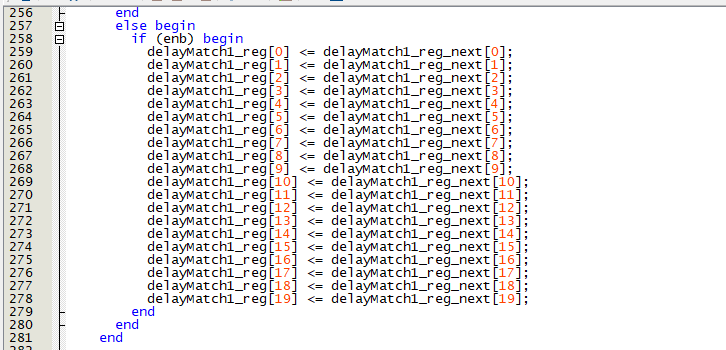 256 end
257 else begin
258 if (enb) begin
259 delayMatch1_reg[0] <= delayMatch1_reg_next[0];
260 delayMatch1_reg[1] <= delayMatch1_reg_next[1];
261 delayMatch1_reg[2] <= delayMatch1_reg_next[2];
262 delayMatch1_reg[3] <= delayMatch1_reg_next[3];
263 delayMatch1_reg[4] <= delayMatch1_reg_next[4];
264 delayMatch1_reg[5] <= delayMatch1_reg_next[5];
265 delayMatch1_reg[6] <= delayMatch1_reg_next[6];
266 delayMatch1_reg[7] <= delayMatch1_reg_next[7];
267 delayMatch1_reg[8] <= delayMatch1_reg_next[8];
268 delayMatch1_reg[9] <= delayMatch1_reg_next[9];
269 delayMatch1_reg[10] <= delayMatch1_reg_next[10];
270 delayMatch1_reg[11] <= delayMatch1_reg_next[11];
271 delayMatch1_reg[12] <= delayMatch1_reg_next[12];
272 delayMatch1_reg[13] <= delayMatch1_reg_next[13];
273 delayMatch1_reg[14] <= delayMatch1_reg_next[14];
274 delayMatch1_reg[15] <= delayMatch1_reg_next[15];
275 delayMatch1_reg[16] <= delayMatch1_reg_next[16];
276 delayMatch1_reg[17] <= delayMatch1_reg_next[17];
277 delayMatch1_reg[18] <= delayMatch1_reg_next[18];
278 delayMatch1_reg[19] <= delayMatch1_reg_next[19];
279 end
280 end
281 end